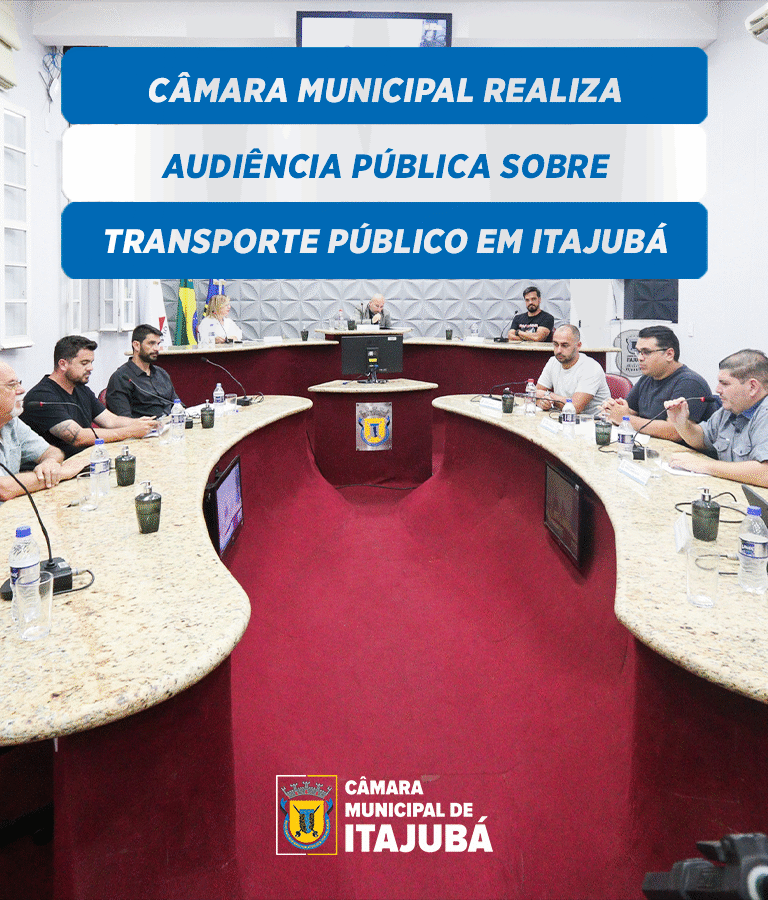 CÂMARA MUNICIPAL REALIZA
AUDIÊNCIA PÚBLICA SOBRE
TRANSPORTE PÚBLICO EM ITAJUBÁ
CÂMARA
MUNICIPAL DE
ITAJUBÁ